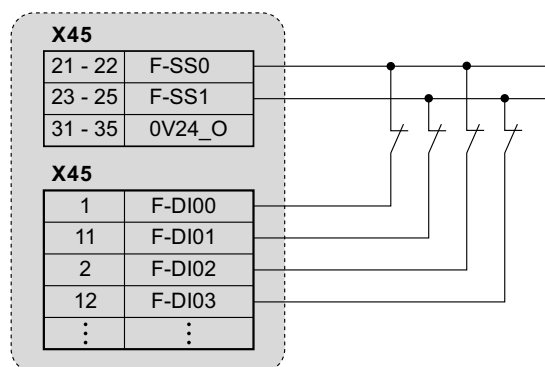 X45
21 - 22 F-SS0
23 - 25 F-SS1
31 - 35 0V24_O
X45
1 F-DI00
11 F-DI01
2 F-DI02
12 F-DI03
⋮ ⋮